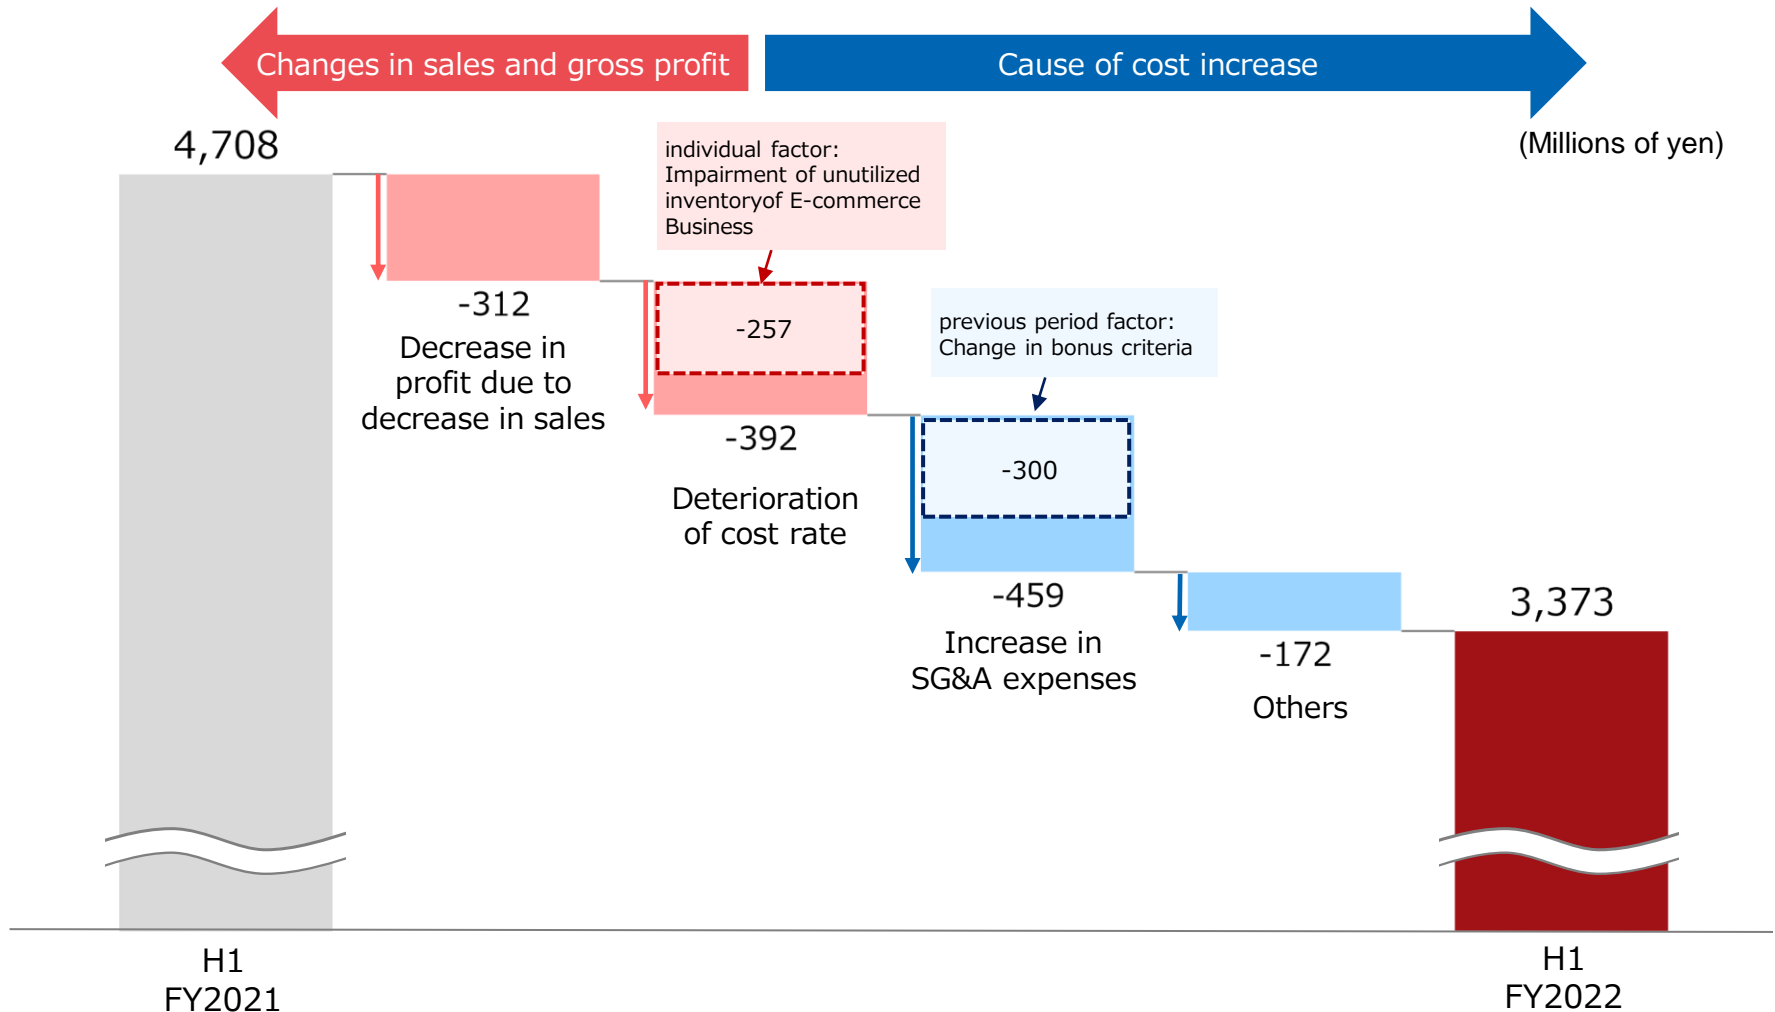 Changes in sales and gross profit
Cause of cost increase
(Millions of yen)
4,708
individual factor:
Impairment of unutilized
inventoryof E-commerce
Business
-312
Decrease in
profit due to
decrease in sales
-257
previous period factor:
Change in bonus criteria
-392
Deterioration
of cost rate
-300
-459
Increase in
SG&A expenses
-172
Others
3,373
H1
FY2021
H1
FY2022